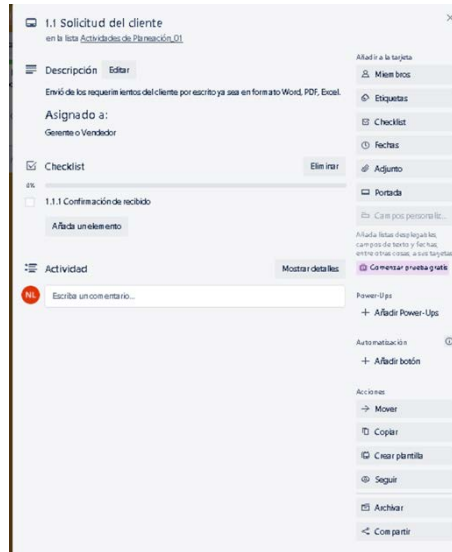 1.1 Solicitud del cliente
en la lista Actividades de Planeación_01
Descripción Editar
Envió de los requerimientos del cliente por escrito ya sea en formato Word, PDF, Excel.
Asignado a:
Gerente o Vendedor
Checklist Eliminar
0%
1.1.1 Confirmación de recibido
Añada un elemento
Actividad Mostrar detalles
NL Escriba un comentario...
Añadir a la tarjeta
Miembros
Etiquetas
Checklist
Fechas
Adjunto
Portada
Campos personaliz...
Añada listas desplegables,
campos de texto y fechas,
entre otras cosas, a sus tarjetas
Comenzar prueba gratis
Power-Ups
+ Añadir Power-Ups
Automatización
+ Añadir botón
Acciones
Mover
Copiar
Crear plantilla
Seguir
Archivar
Compartir